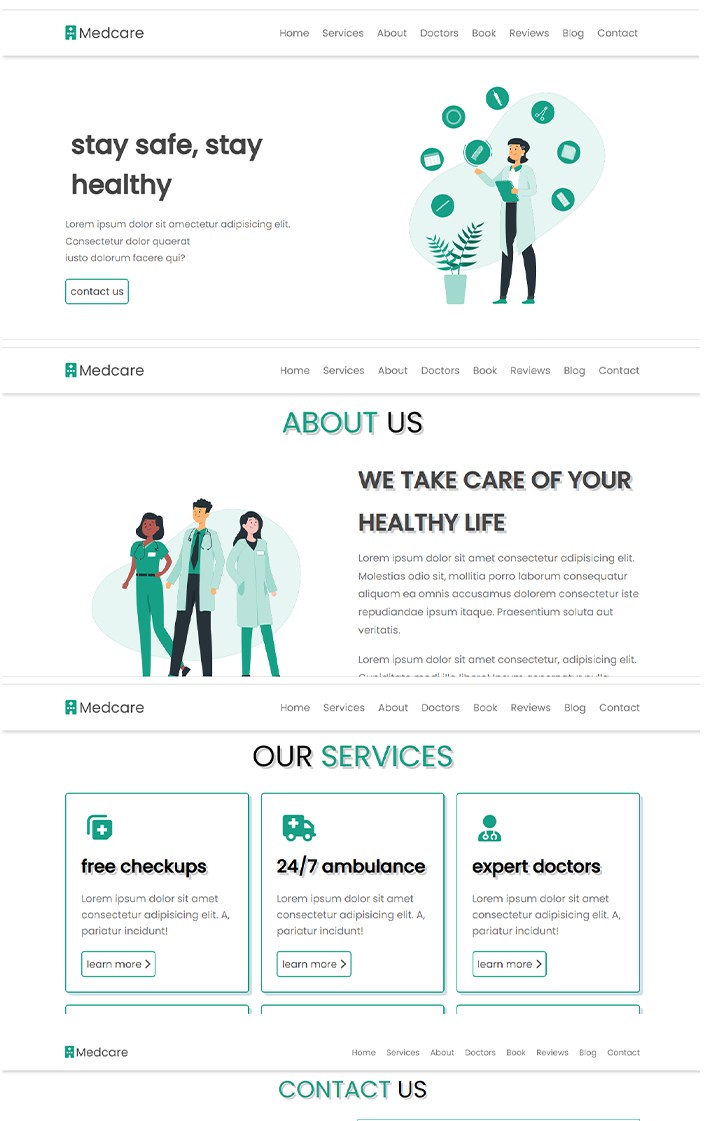 Medcare Home Services About Doctors Book Reviews Blog Contact
stay safe, stay
healthy
Lorem ipsum dolor sit amectetur adipisicing elit.
Consectetur dolor quaerat
iusto dolorum facere qui?
contact us
Medcare Home Services About Doctors Book Reviews Blog Contact
ABOUT US
WE TAKE CARE OF YOUR
HEALTHY LIFE
Lorem ipsum dolor sit amet consectetur adipisicing elit.
Molestias odio sit, mollitia porro laborum consequatur
aliquam ea omnis accusamus dolorem consectetur iste
repudiandae ipsum itaque. Praesentium soluta aut
veritatis.
Lorem ipsum dolor sit amet consectetur, adipisicing elit.
Medcare Home Services About Doctors Book Reviews Blog Contact
OUR SERVICES
free checkups
Lorem ipsum dolor sit amet
consectetur adipisicing elit. A,
pariatur incidunt!
learn more >
24/7 ambulance
Lorem ipsum dolor sit amet
consectetur adipisicing elit. A,
pariatur incidunt!
learn more >
expert doctors
Lorem ipsum dolor sit amet
consectetur adipisicing elit. A,
pariatur incidunt!
learn more >
Medcare Home Services About Doctors Book Reviews Blog Contact
CONTACT US